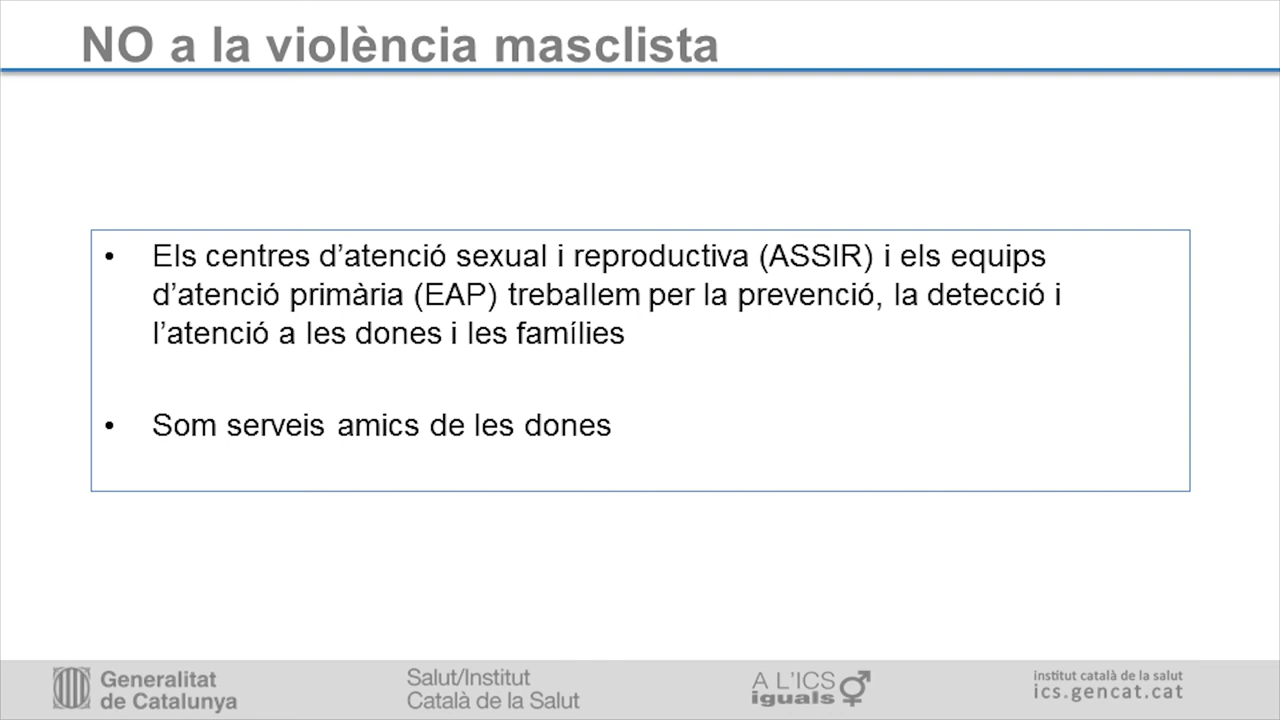 NO a la violència masclista
• Els centres d’atenció sexual i reproductiva (ASSIR) i els equips
d’atenció primària (EAP) treballem per la prevenció, la detecció i
l’atenció a les dones i les famílies
• Som serveis amics de les dones
Generalitat
de Catalunya
Salut/Institut
Català de la Salut
A L'ICS
iguals
institut català de la salut
ics.gencat.cat